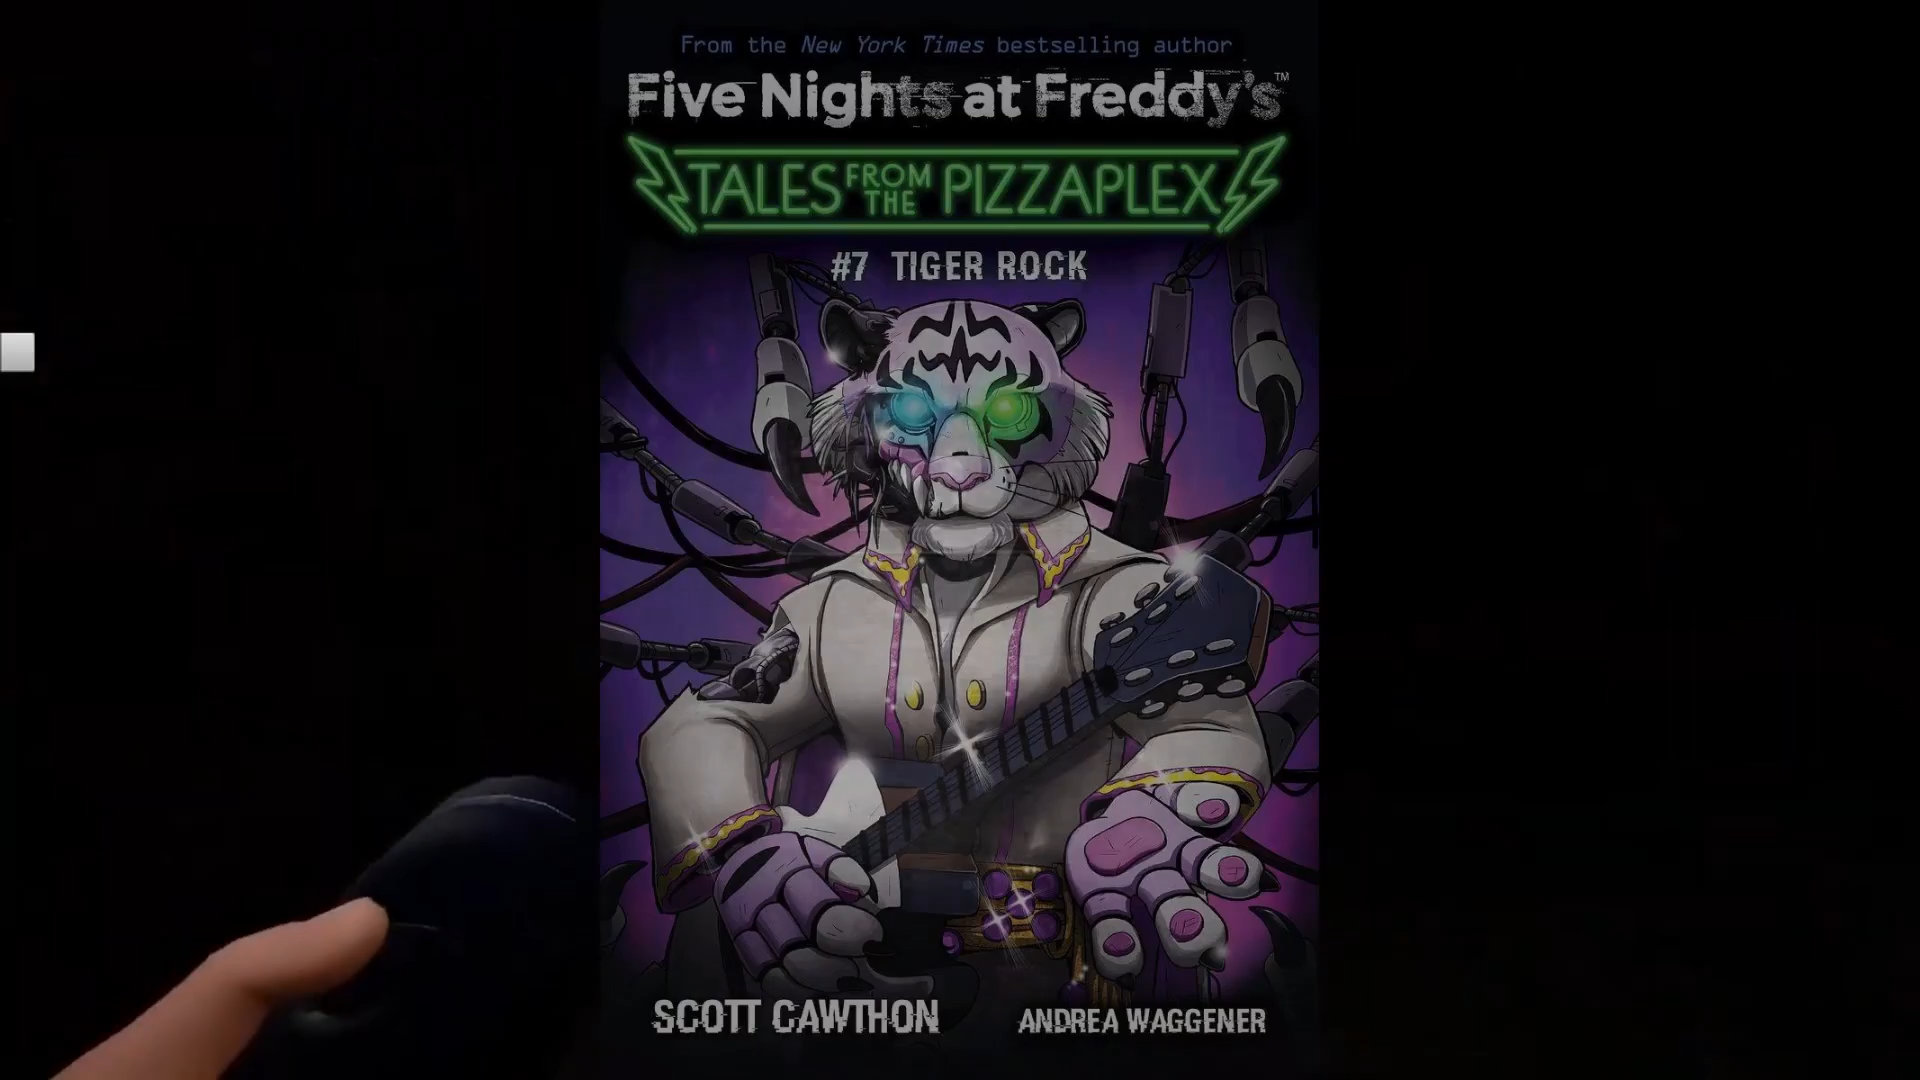 From the New York Times bestselling author
Five Nights at Freddy's™
TALES FROM THE PIZZAPLEX
#7 TIGER ROCK
SCOTT CAWTHON
ANDREA WAGGENER